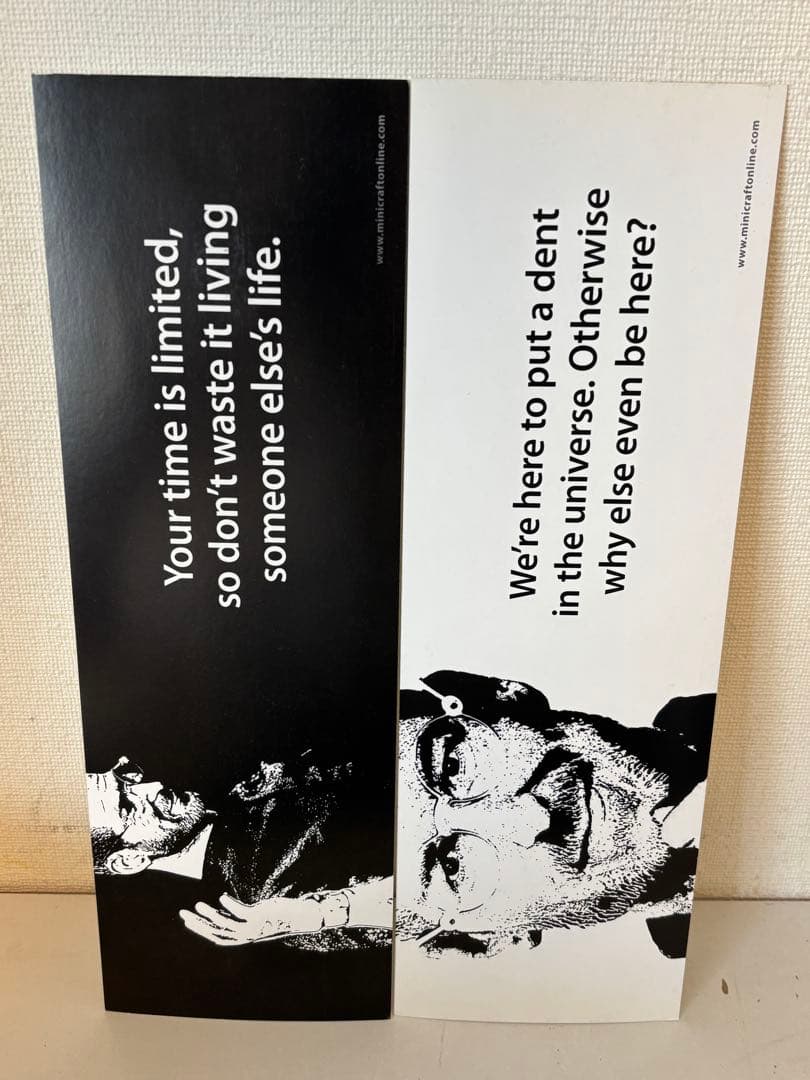 Your time is limited,
so don't waste it living
someone else's life.
www.minicraftonline.com
We're here to put a dent
in the universe. Otherwise
why else even be here?
www.minicraftonline.com